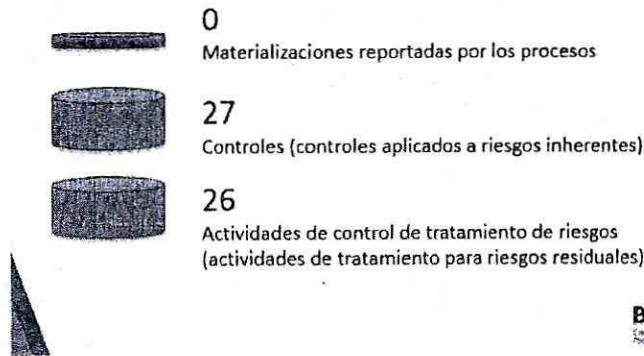 0
Materializaciones reportadas por los procesos
27
Controles (controles aplicados a riesgos inherentes)
26
Actividades de control de tratamiento de riesgos
(actividades de tratamiento para riesgos residuales)
B